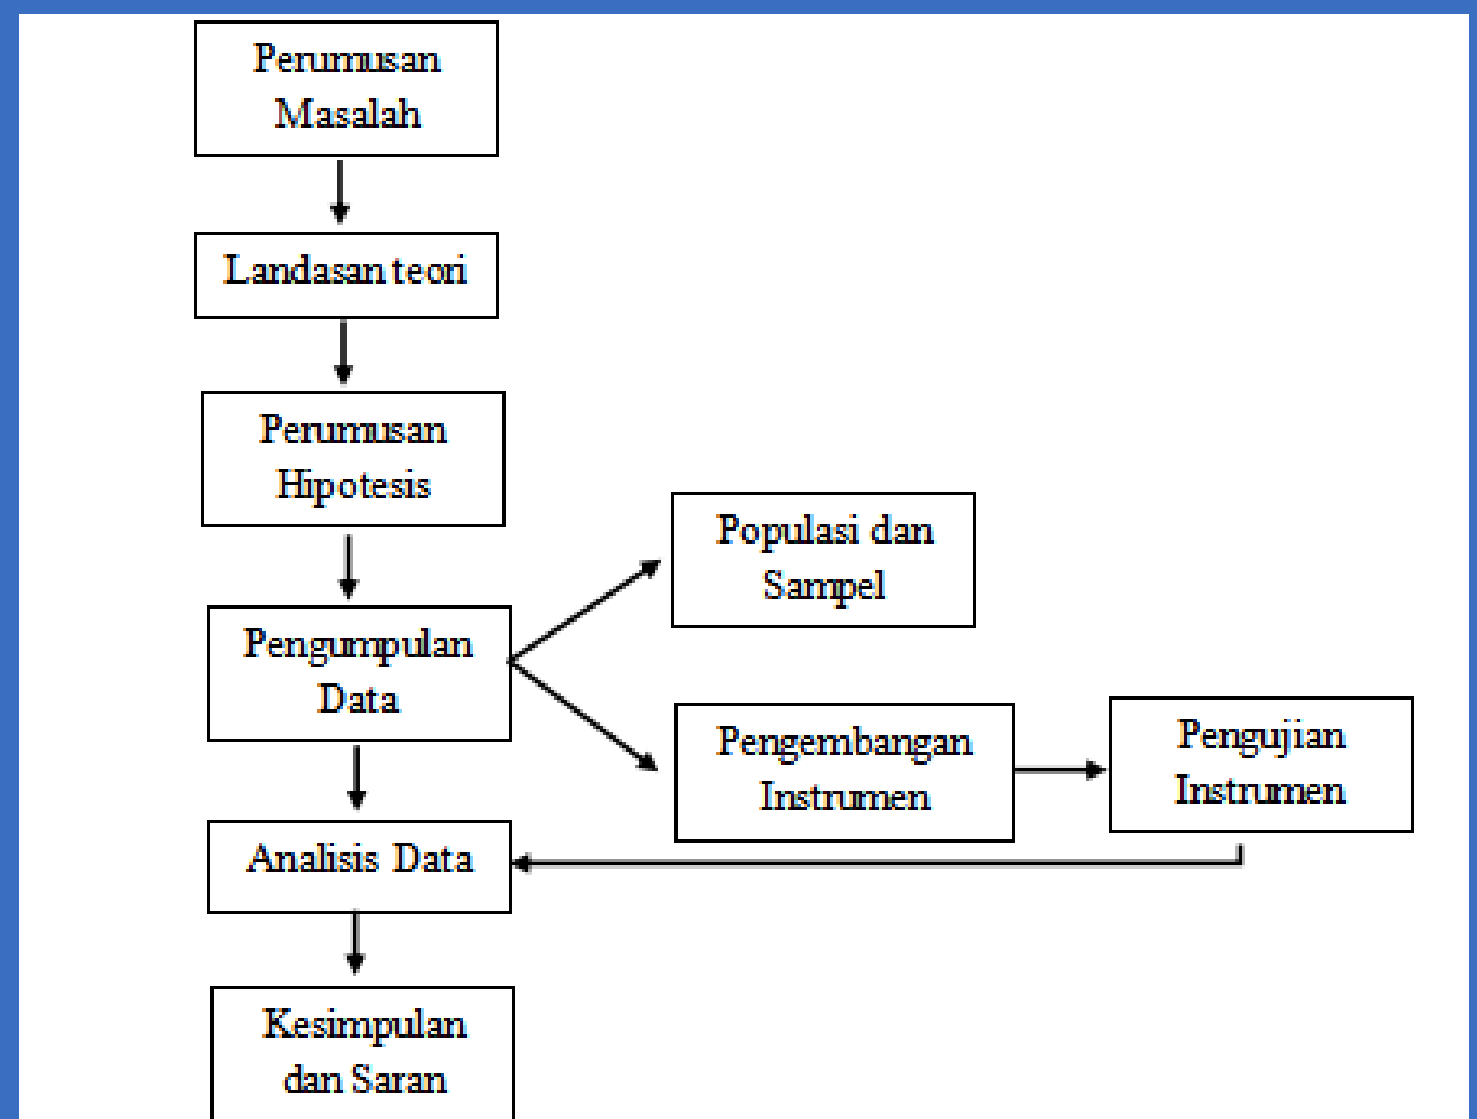 Perumusan
Masalah
Landasan teori
Perumusan
Hipotesis
Populasi dan
Sampel
Pengumpulan
Data
Pengembangan
Instrumen
Pengujian
Instrumen
Analisis Data
Kesimpulan
dan Saran